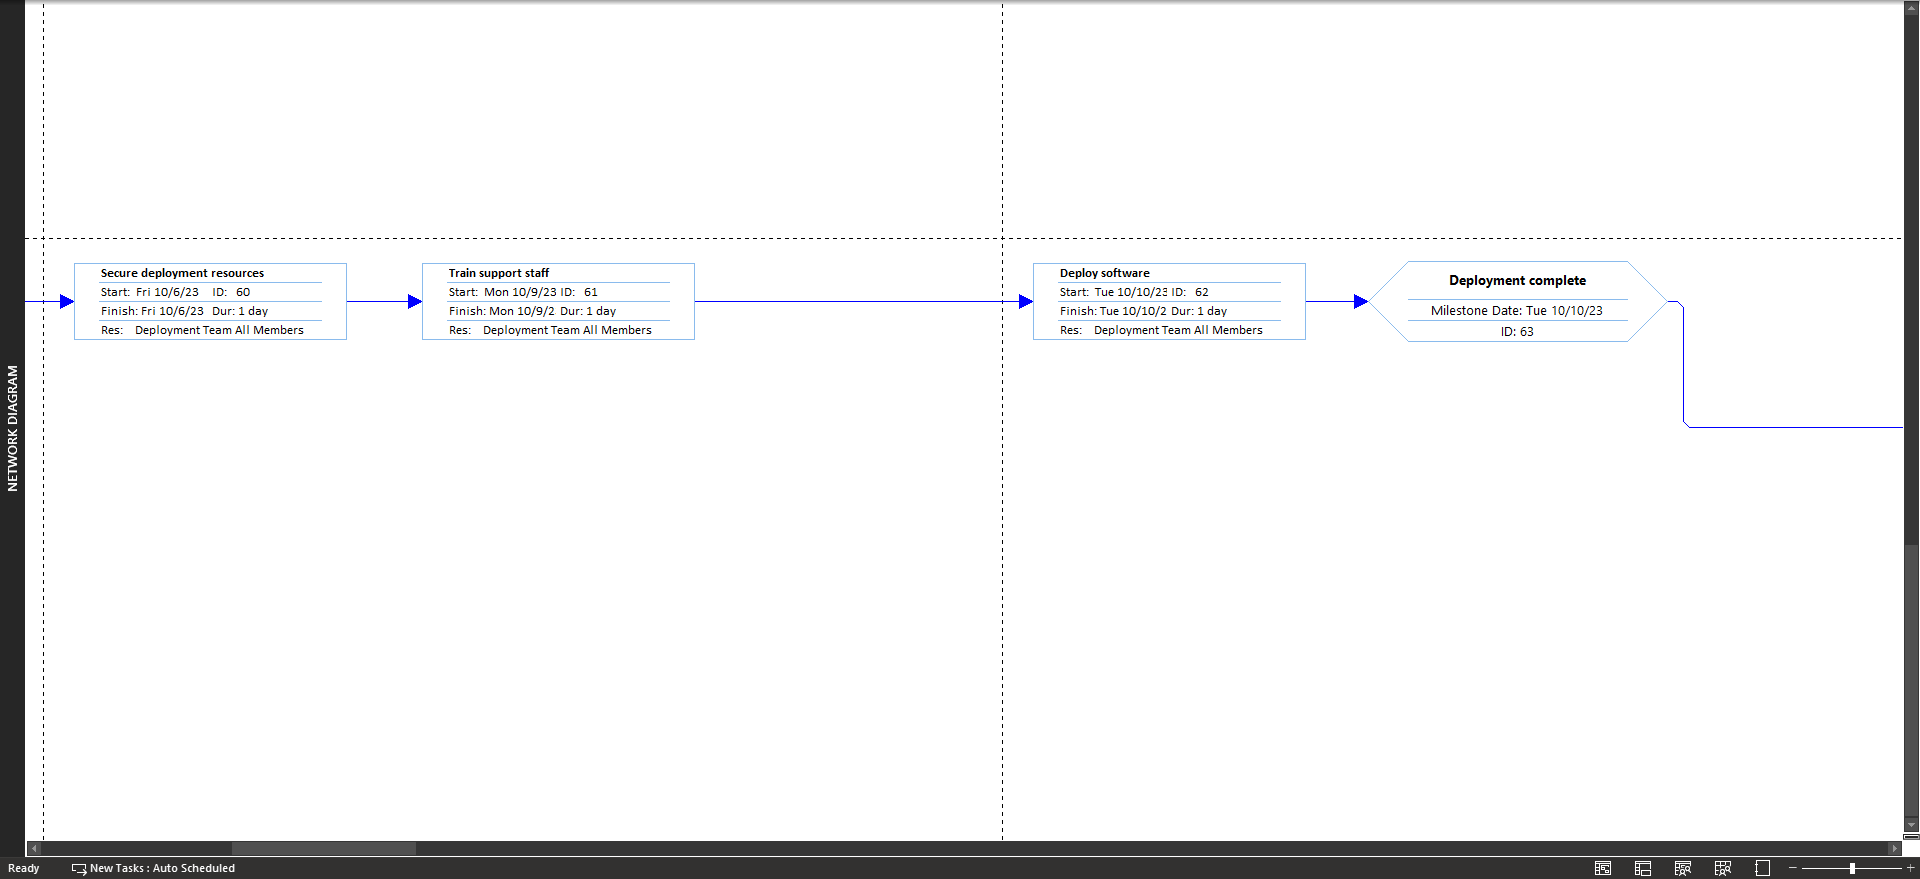 Secure deployment resources
Start: Fri 10/6/23 ID: 60
Finish: Fri 10/6/23 Dur: 1 day
Res: Deployment Team All Members
Train support staff
Start: Mon 10/9/23 ID: 61
Finish: Mon 10/9/2 Dur: 1 day
Res: Deployment Team All Members
Deploy software
Start: Tue 10/10/23 ID: 62
Finish: Tue 10/10/2 Dur: 1 day
Res: Deployment Team All Members
Deployment complete
Milestone Date: Tue 10/10/23
ID: 63
NETWORK DIAGRAM
Ready
New Tasks : Auto Scheduled